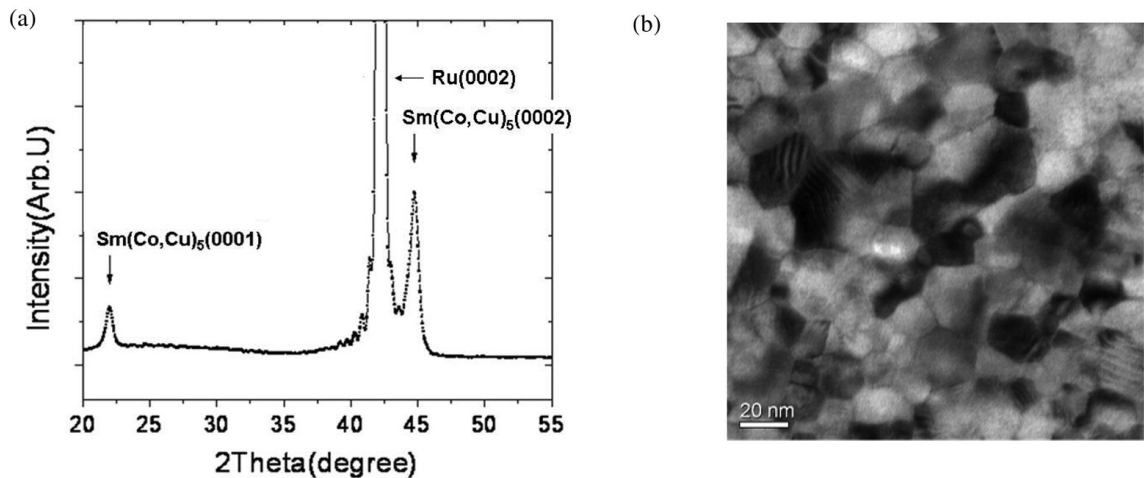 (a)
Ru(0002)
Sm(Co,Cu)₅(0002)
Sm(Co,Cu)₅(0001)
Intensity(Arb.U)
20 25 30 35 40 45 50 55
2Theta(degree)
(b)
20 nm